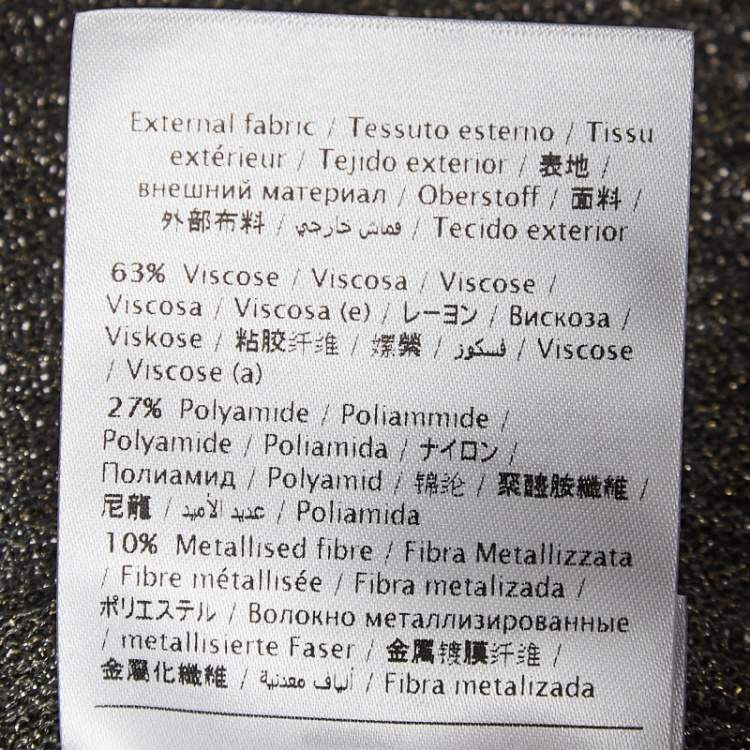 External fabric / Tessuto esterno / Tissu
extérieur / Tejido exterior / 表地 /
внешний материал / Oberstoff / 面料 /
外部布料 / قماش خارجي / Tecido exterior
63% Viscose / Viscosa / Viscose /
Viscosa / Viscosa (e) / レーヨン / Вискоза /
Viskose / 粘胶纤维 / 嫘縈 / فسكوز / Viscose
/ Viscose (a)
27% Polyamide / Poliammide /
Polyamide / Poliamida / ナイロン /
Полиамид / Polyamid / 锦纶 / 聚醯胺纖維 /
尼龍 / عديد الأميد / Poliamida
10% Metallised fibre / Fibra Metallizzata
/ Fibre métallisée / Fibra metalizada /
ポリエステル / Волокно металлизированные
/ metallisierte Faser / 金属镀膜纤维 /
金屬化纖維 / ألياف معدنية / Fibra metalizada